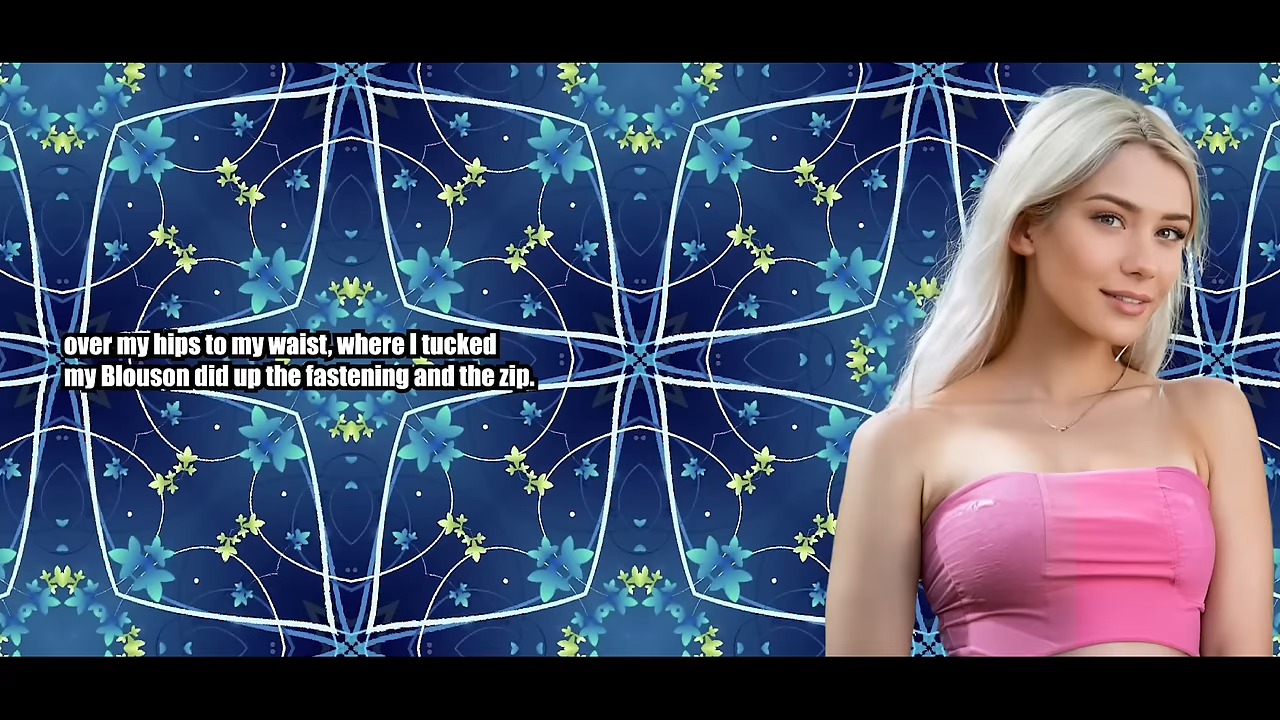 over my hips to my waist, where I tucked
my Blouson did up the fastening and the zip.